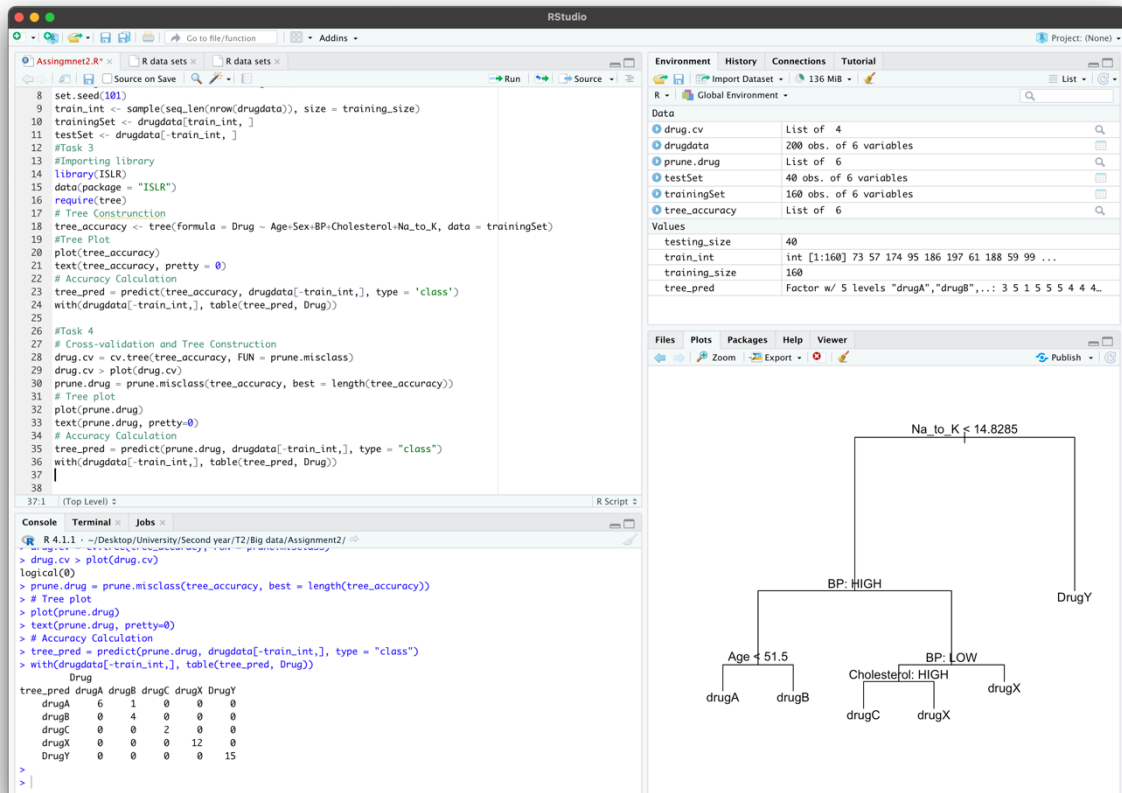 RStudio
Go to file/function
Addins
Project: (None)
Assingmnet2.R*
R data sets
R data sets
Source on Save
Run
Source
8 set.seed(101)
9 train_int <- sample(seq_len(nrow(drugdata)), size = training_size)
10 trainingSet <- drugdata[train_int, ]
11 testSet <- drugdata[-train_int, ]
12 #Task 3
13 #Importing library
14 library(ISLR)
15 data(package = "ISLR")
16 require(tree)
17 # Tree Construnction
18 tree_accuracy <- tree(formula = Drug ~ Age+Sex+BP+Cholesterol+Na_to_K, data = trainingSet)
19 #Tree Plot
20 plot(tree_accuracy)
21 text(tree_accuracy, pretty = 0)
22 # Accuracy Calculation
23 tree_pred = predict(tree_accuracy, drugdata[-train_int,], type = 'class')
24 with(drugdata[-train_int,], table(tree_pred, Drug))
25
26 #Task 4
27 # Cross-validation and Tree Construction
28 drug.cv = cv.tree(tree_accuracy, FUN = prune.misclass)
29 drug.cv > plot(drug.cv)
30 prune.drug = prune.misclass(tree_accuracy, best = length(tree_accuracy))
31 # Tree plot
32 plot(prune.drug)
33 text(prune.drug, pretty=0)
34 # Accuracy Calculation
35 tree_pred = predict(prune.drug, drugdata[-train_int,], type = "class")
36 with(drugdata[-train_int,], table(tree_pred, Drug))
37
38
37:1 (Top Level) R Script
Console Terminal Jobs
R 4.1.1 · ~/Desktop/University/Second year/T2/Big data/Assignment2/
> drug.cv = cv.tree(tree_accuracy, FUN = prune.misclass)
> drug.cv > plot(drug.cv)
logical(0)
> prune.drug = prune.misclass(tree_accuracy, best = length(tree_accuracy))
> # Tree plot
> plot(prune.drug)
> text(prune.drug, pretty=0)
> # Accuracy Calculation
> tree_pred = predict(prune.drug, drugdata[-train_int,], type = "class")
> with(drugdata[-train_int,], table(tree_pred, Drug))
Drug
tree_pred drugA drugB drugC drugX DrugY
drugA 6 1 0 0 0
drugB 0 4 0 0 0
drugC 0 0 2 0 0
drugX 0 0 0 12 0
DrugY 0 0 0 0 15
>
>
Environment History Connections Tutorial
Import Dataset 136 MiB List
R Global Environment
Data
drug.cv List of 4
drugdata 200 obs. of 6 variables
prune.drug List of 6
testSet 40 obs. of 6 variables
trainingSet 160 obs. of 6 variables
tree_accuracy List of 6
Values
testing_size 40
train_int int [1:160] 73 57 174 95 186 197 61 188 59 99 ...
training_size 160
tree_pred Factor w/ 5 levels "drugA","drugB",..: 3 5 1 5 5 5 4 4 4…
Files Plots Packages Help Viewer
Zoom Export Publish
Na_to_K < 14.8285
BP: HIGH
DrugY
Age < 51.5
BP: LOW
Cholesterol: HIGH
drugA
drugB
drugX
drugC
drugX